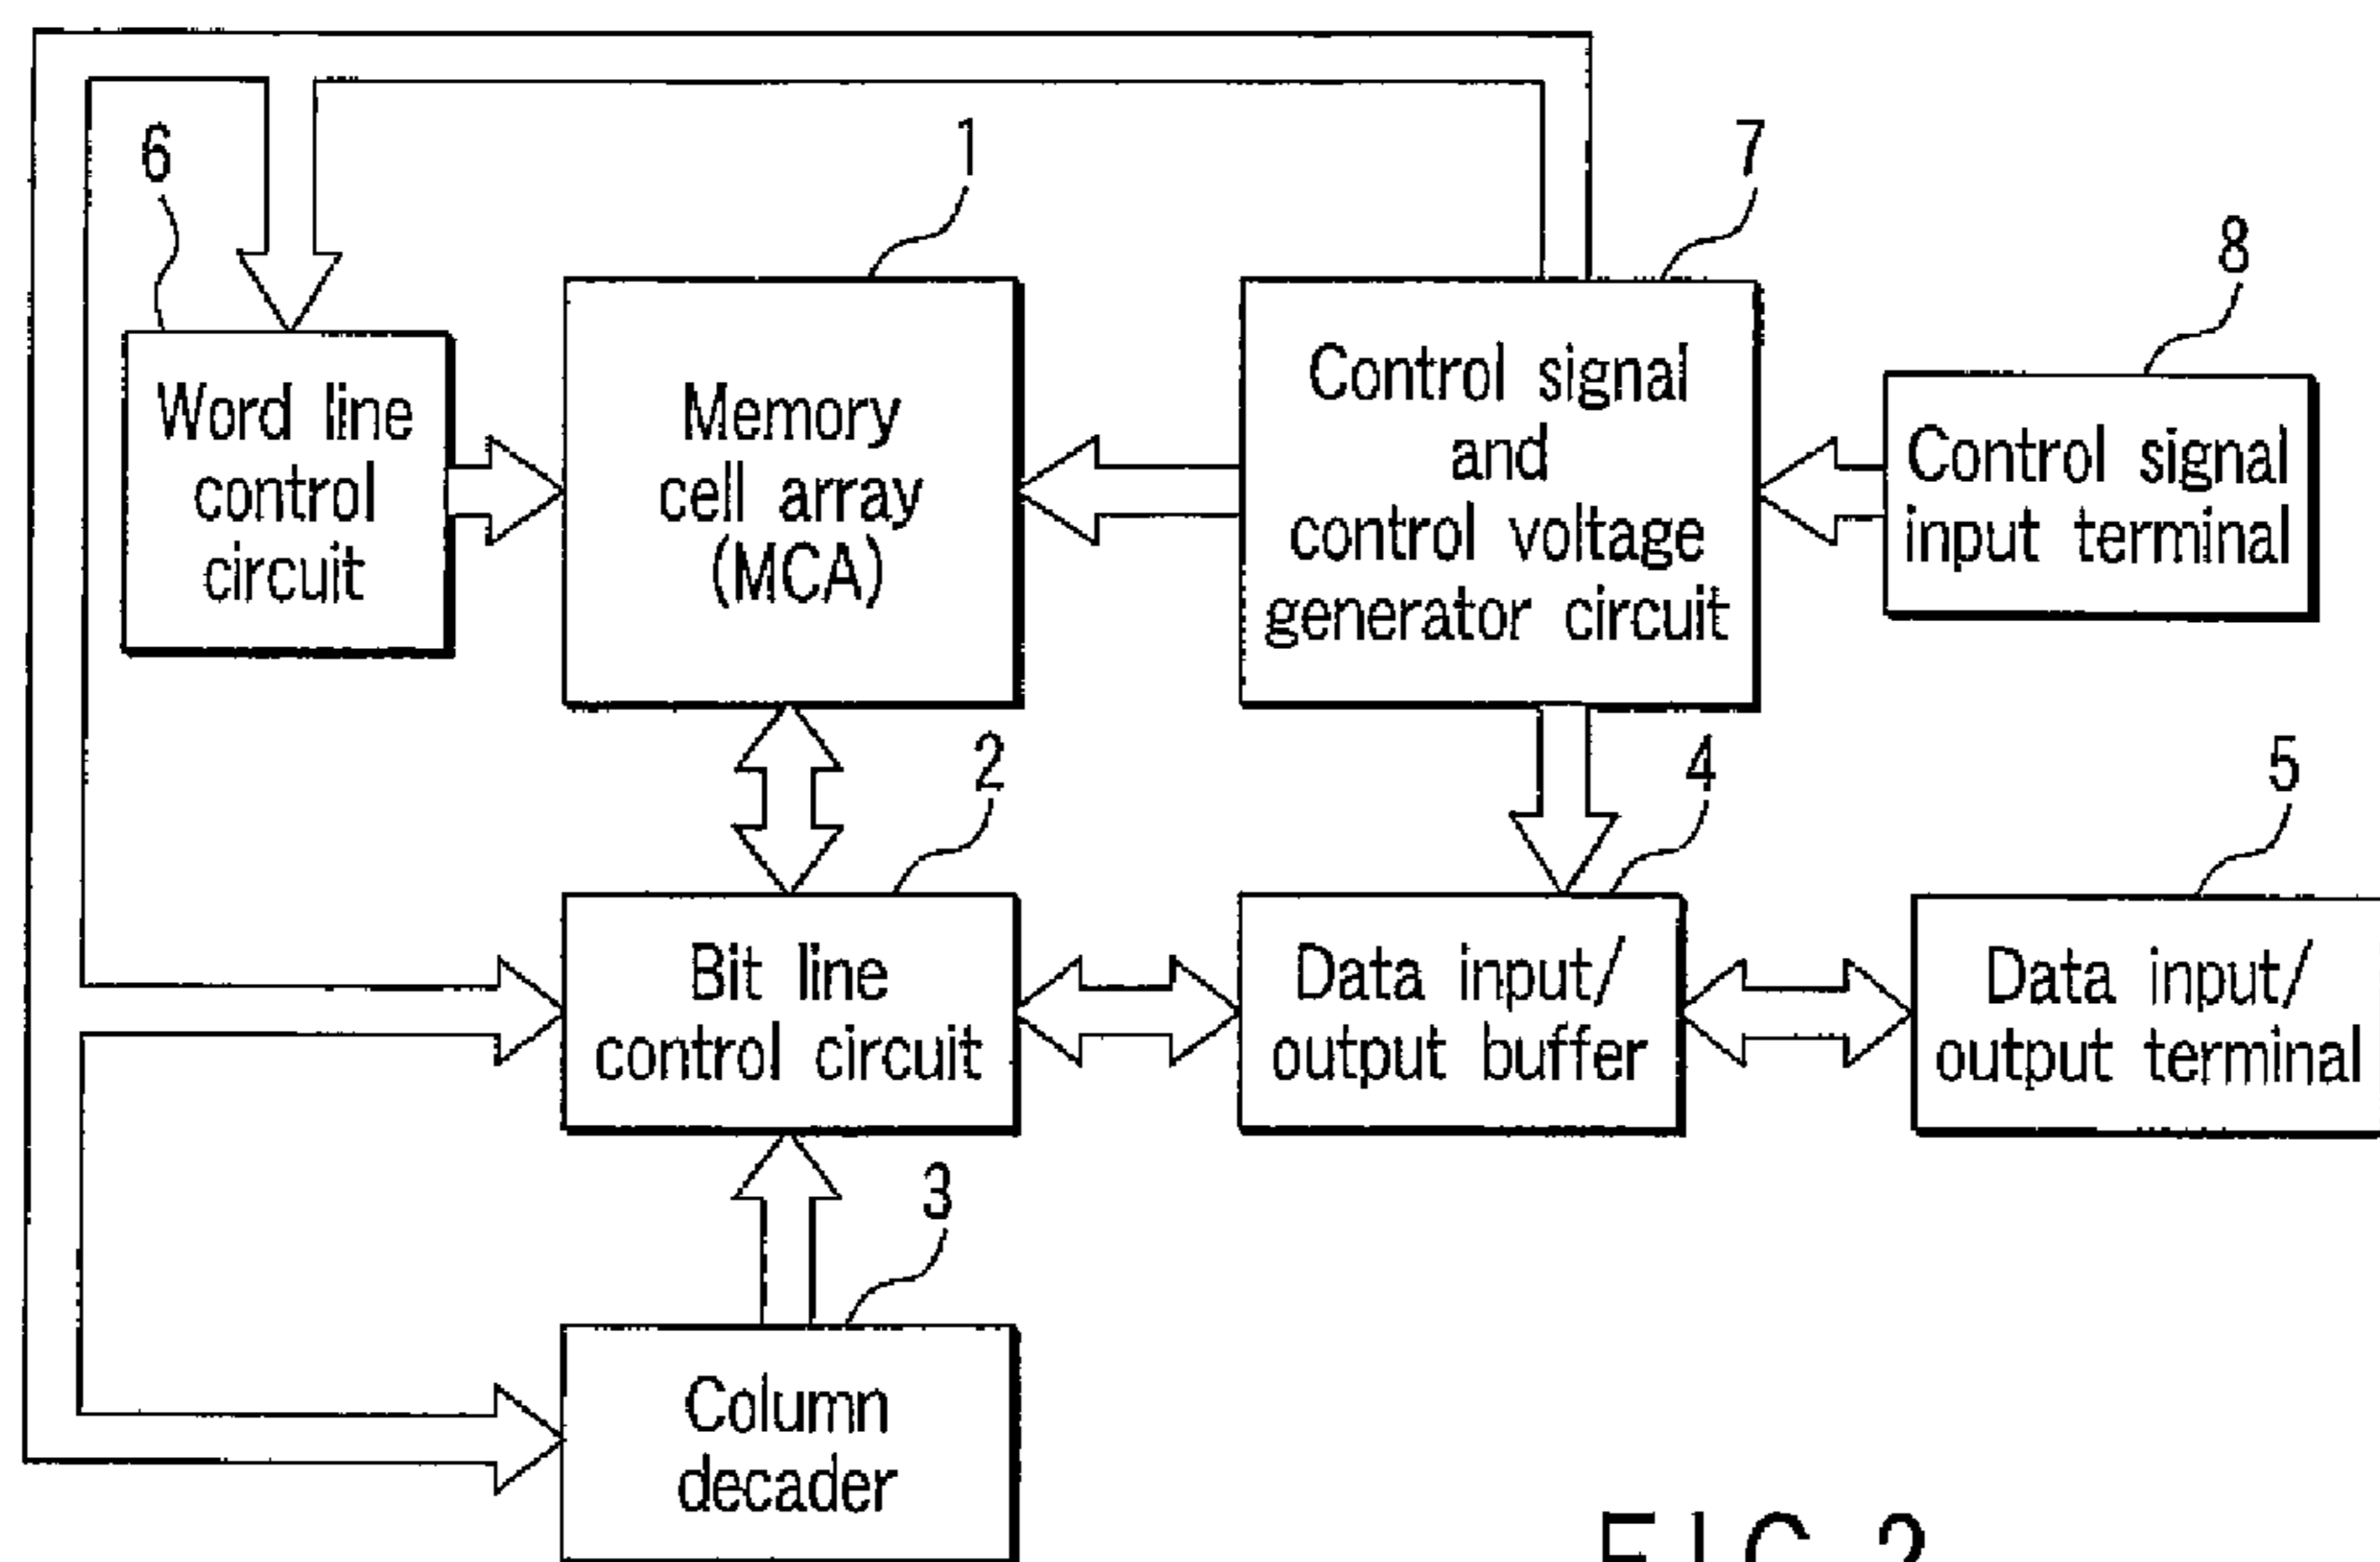 6
1
7
8
Word line
control
circuit
Memory
cell array
(MCA)
Control signal
and
control voltage
generator circuit
Control signal
input terminal
2
4
5
Bit line
control circuit
Data input/
output buffer
Data input/
output terminal
3
Column
decader
FIG.2